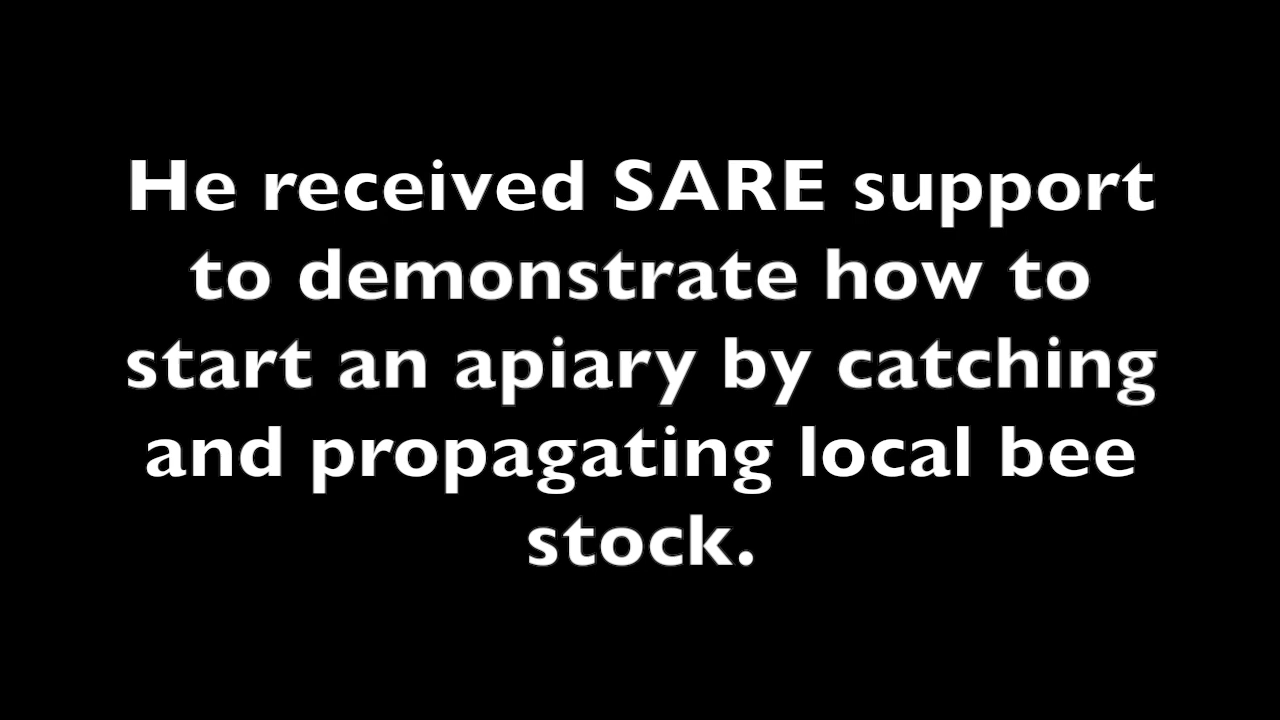 He received SARE support
to demonstrate how to
start an apiary by catching
and propagating local bee
stock.